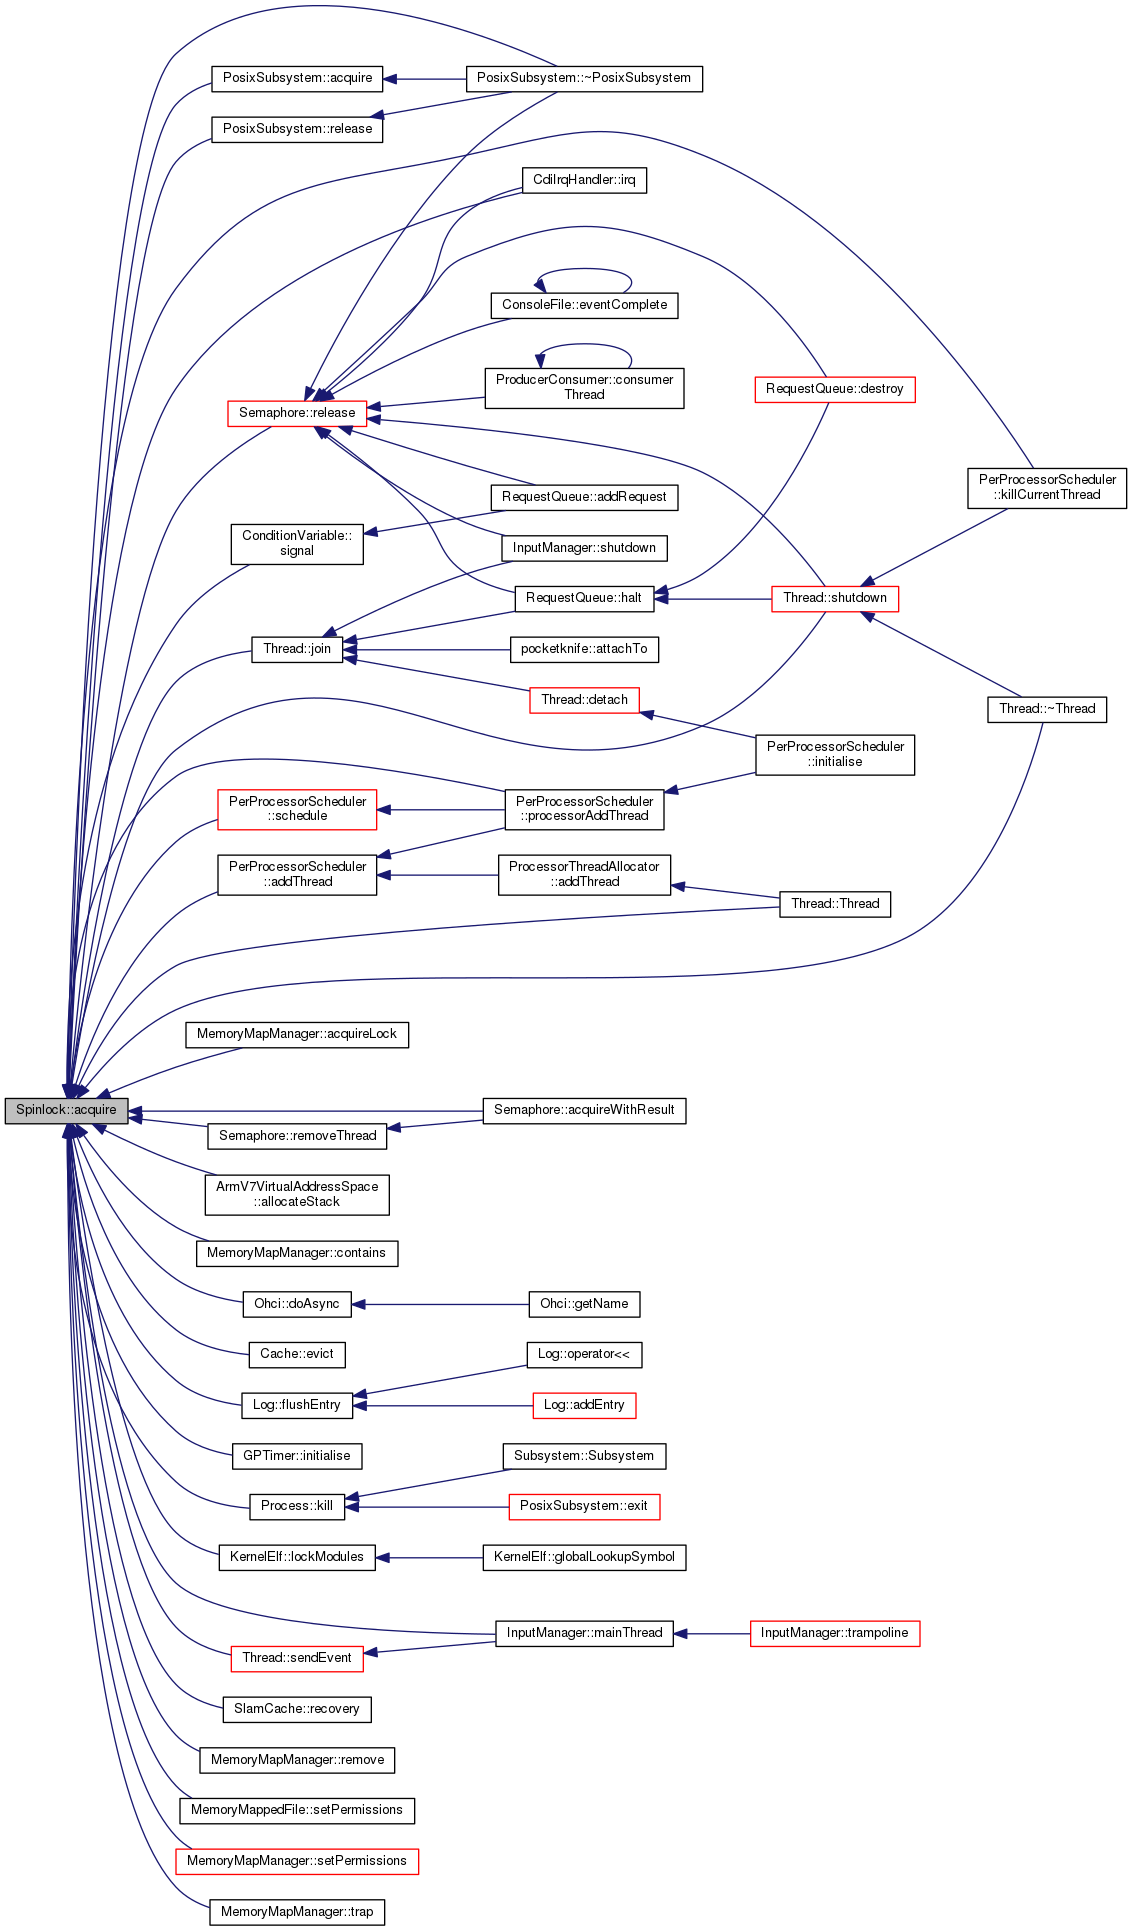 PosixSubsystem::acquire
PosixSubsystem::~PosixSubsystem
PosixSubsystem::release
CdiIrqHandler::irq
ConsoleFile::eventComplete
ProducerConsumer::consumer
Thread
RequestQueue::destroy
Semaphore::release
PerProcessorScheduler
::killCurrentThread
RequestQueue::addRequest
ConditionVariable::
signal
InputManager::shutdown
RequestQueue::halt
Thread::shutdown
Thread::join
pocketknife::attachTo
Thread::detach
Thread::~Thread
PerProcessorScheduler
::initialise
PerProcessorScheduler
::schedule
PerProcessorScheduler
::processorAddThread
PerProcessorScheduler
::addThread
ProcessorThreadAllocator
::addThread
Thread::Thread
MemoryMapManager::acquireLock
Spinlock::acquire
Semaphore::acquireWithResult
Semaphore::removeThread
ArmV7VirtualAddressSpace
::allocateStack
MemoryMapManager::contains
Ohci::doAsync
Ohci::getName
Cache::evict
Log::operator<<
Log::flushEntry
Log::addEntry
GPTimer::initialise
Subsystem::Subsystem
Process::kill
PosixSubsystem::exit
KernelElf::lockModules
KernelElf::globalLookupSymbol
InputManager::mainThread
InputManager::trampoline
Thread::sendEvent
SlamCache::recovery
MemoryMapManager::remove
MemoryMappedFile::setPermissions
MemoryMapManager::setPermissions
MemoryMapManager::trap